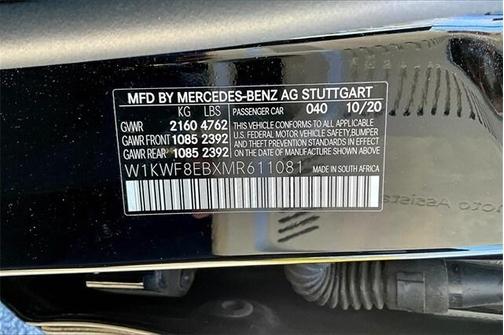 MFD BY MERCEDES-BENZ AG STUTTGART
KG LBS PASSENGER CAR 040 10/20
GVWR 2160 4762
GAWR FRONT 1085 2392
GAWR REAR 1085 2392
THIS VEHICLE CONFORMS TO ALL APPLICABLE
U.S. FEDERAL MOTOR VEHICLE SAFETY, BUMPER,
AND THEFT PREVENTION STANDARDS IN EFFECT
ON THE DATE OF MANUFACTURE SHOWN ABOVE.
W1KWF8EBXMR611081 MADE IN SOUTH AFRICA